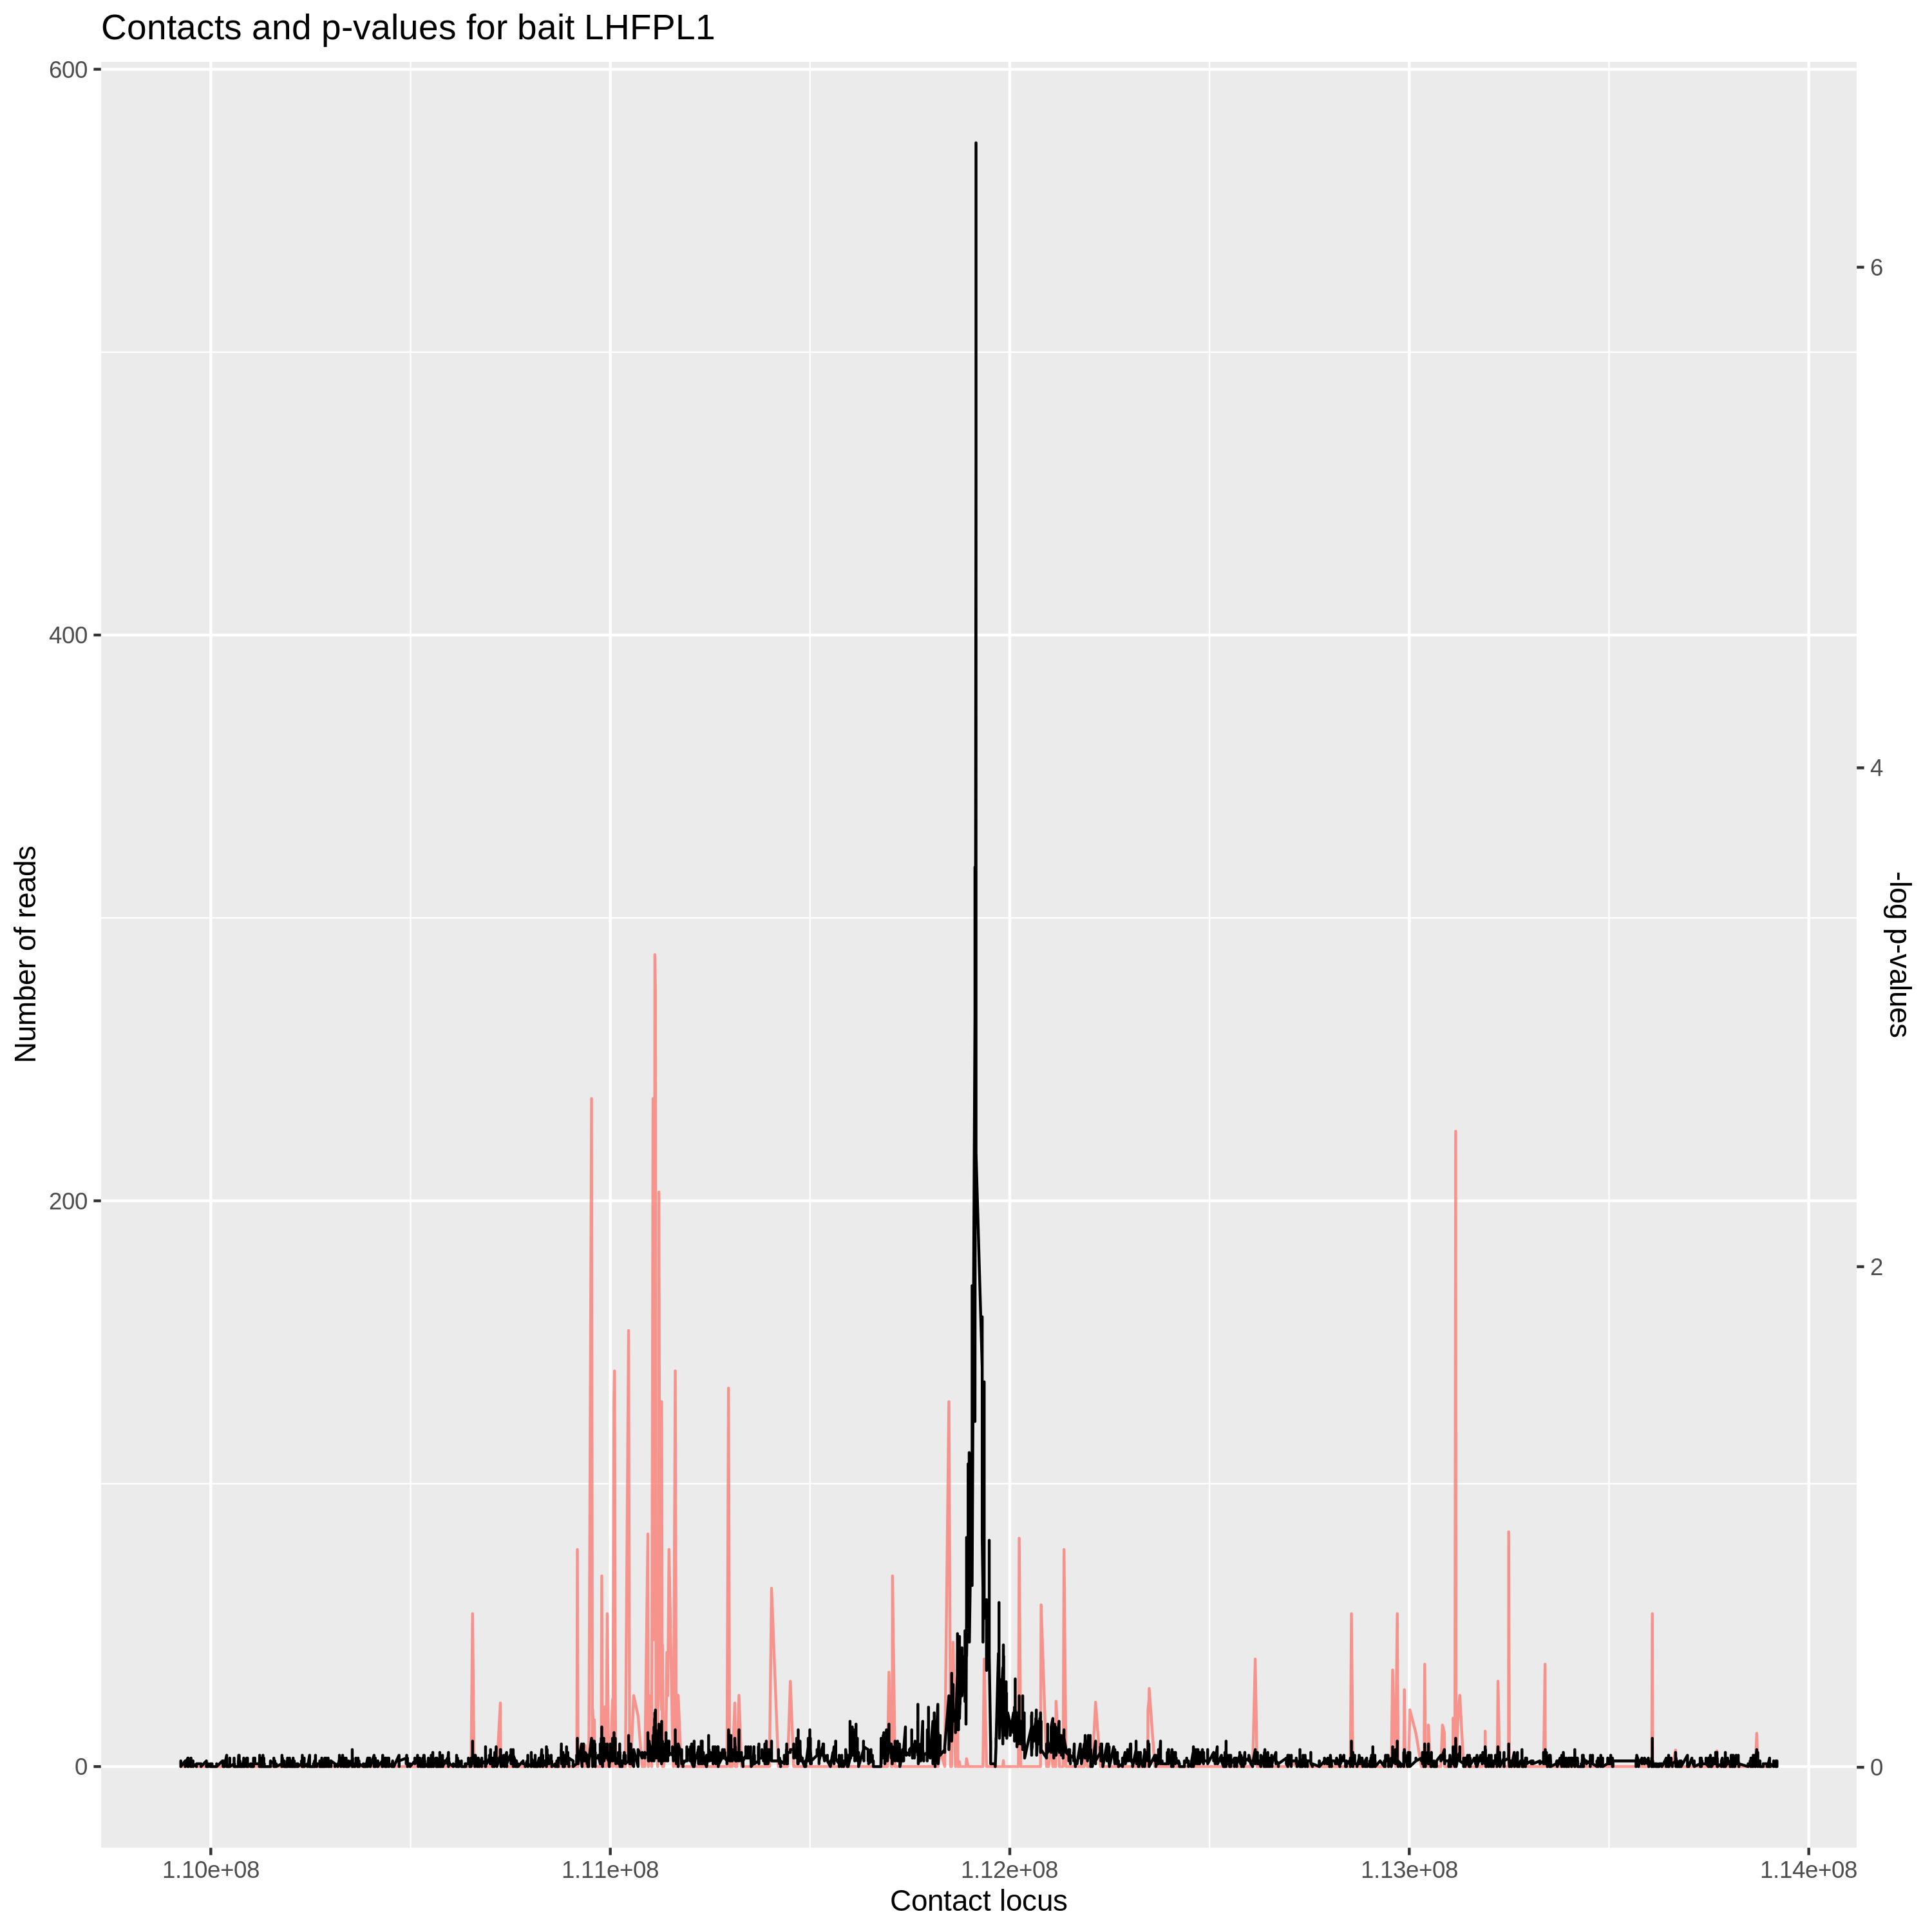 Contacts and p-values for bait LHFPL1
600
400
200
0
Number of reads
6
4
2
0
-log p-values
1.10e+08
1.11e+08
1.12e+08
1.13e+08
1.14e+08
Contact locus